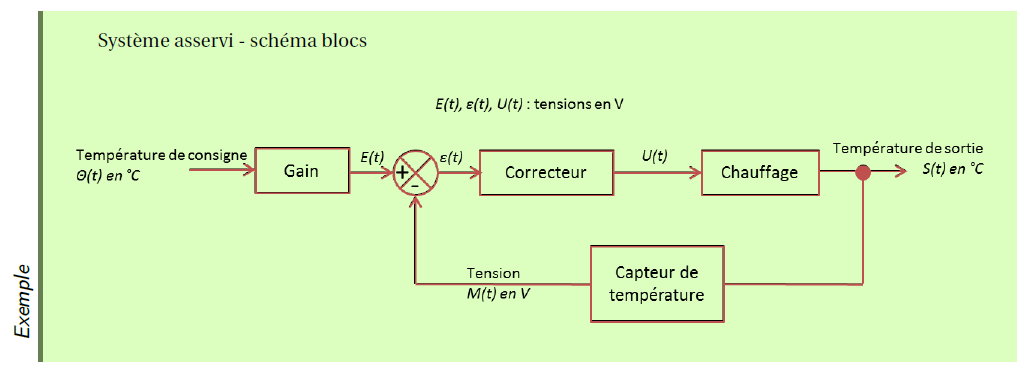 Système asservi - schéma blocs
E(t), ε(t), U(t) : tensions en V
Température de consigne
Θ(t) en °C
Gain
E(t)
+
-
ε(t)
Correcteur
U(t)
Chauffage
Température de sortie
S(t) en °C
Tension
M(t) en V
Capteur de
température
Exemple